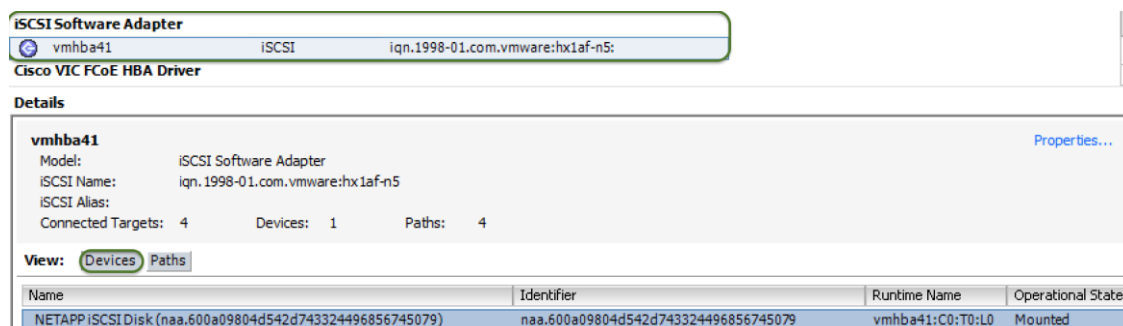 iSCSI Software Adapter
vmhba41 iSCSI iqn.1998-01.com.vmware:hx1af-n5:
Cisco VIC FCoE HBA Driver
Details
vmhba41 Properties...
Model: iSCSI Software Adapter
iSCSI Name: iqn.1998-01.com.vmware:hx1af-n5
iSCSI Alias:
Connected Targets: 4 Devices: 1 Paths: 4
View: Devices Paths
Name Identifier Runtime Name Operational State
NETAPP iSCSI Disk (naa.600a09804d542d743324496856745079) naa.600a09804d542d743324496856745079 vmhba41:C0:T0:L0 Mounted